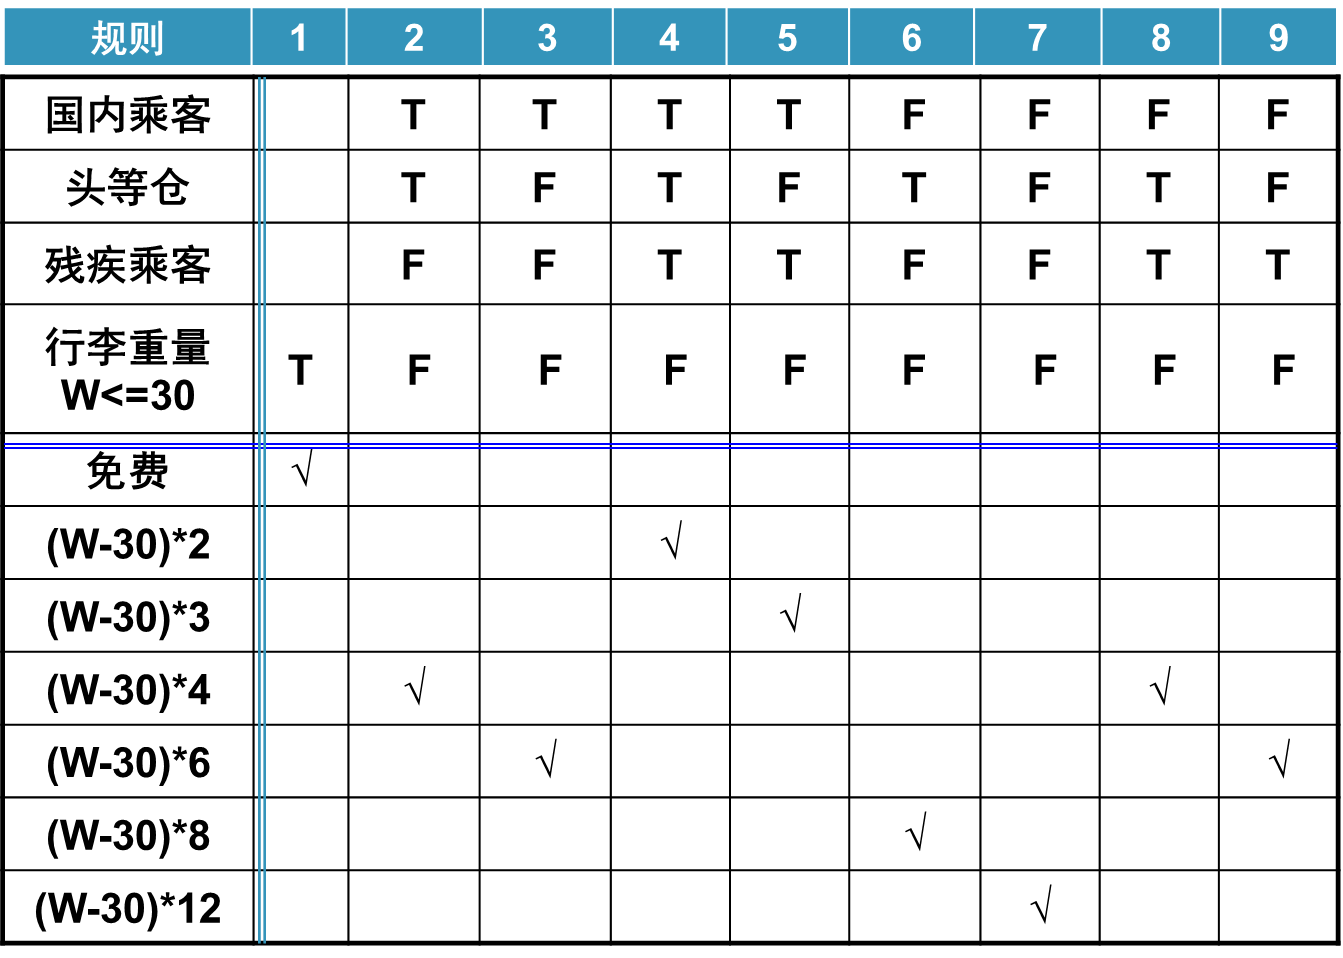 规则 1 2 3 4 5 6 7 8 9
国内乘客 T T T T F F F F
头等仓 T F T F T F T F
残疾乘客 F F T T F F T T
行李重量
W<=30 T F F F F F F F F
免费 √
(W-30)*2 √
(W-30)*3 √
(W-30)*4 √ √
(W-30)*6 √ √
(W-30)*8 √
(W-30)*12 √